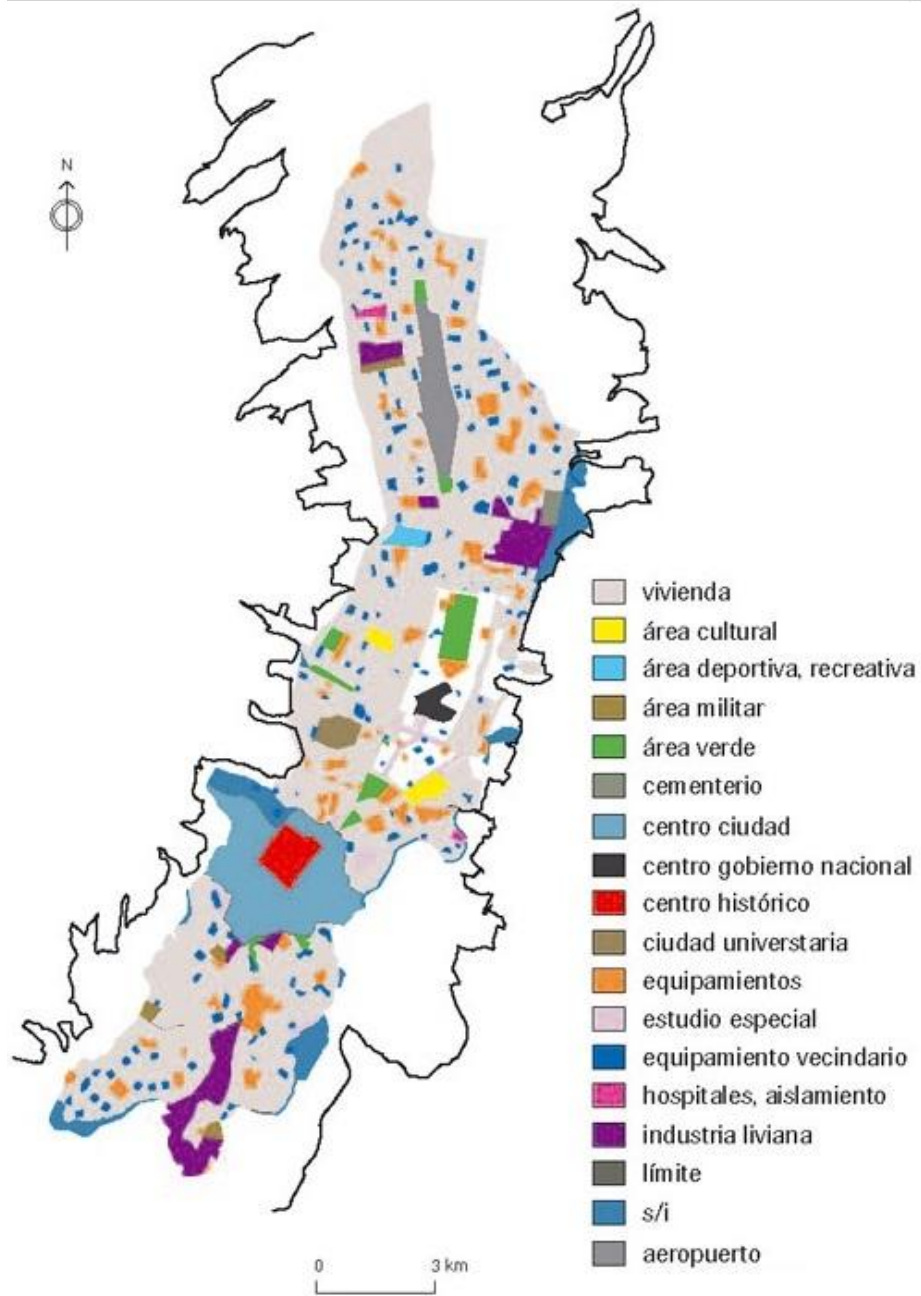 N
vivienda
área cultural
área deportiva, recreativa
área militar
área verde
cementerio
centro ciudad
centro gobierno nacional
centro histórico
ciudad universtaria
equipamientos
estudio especial
equipamiento vecindario
hospitales, aislamiento
industria liviana
límite
s/i
aeropuerto
0 3 km